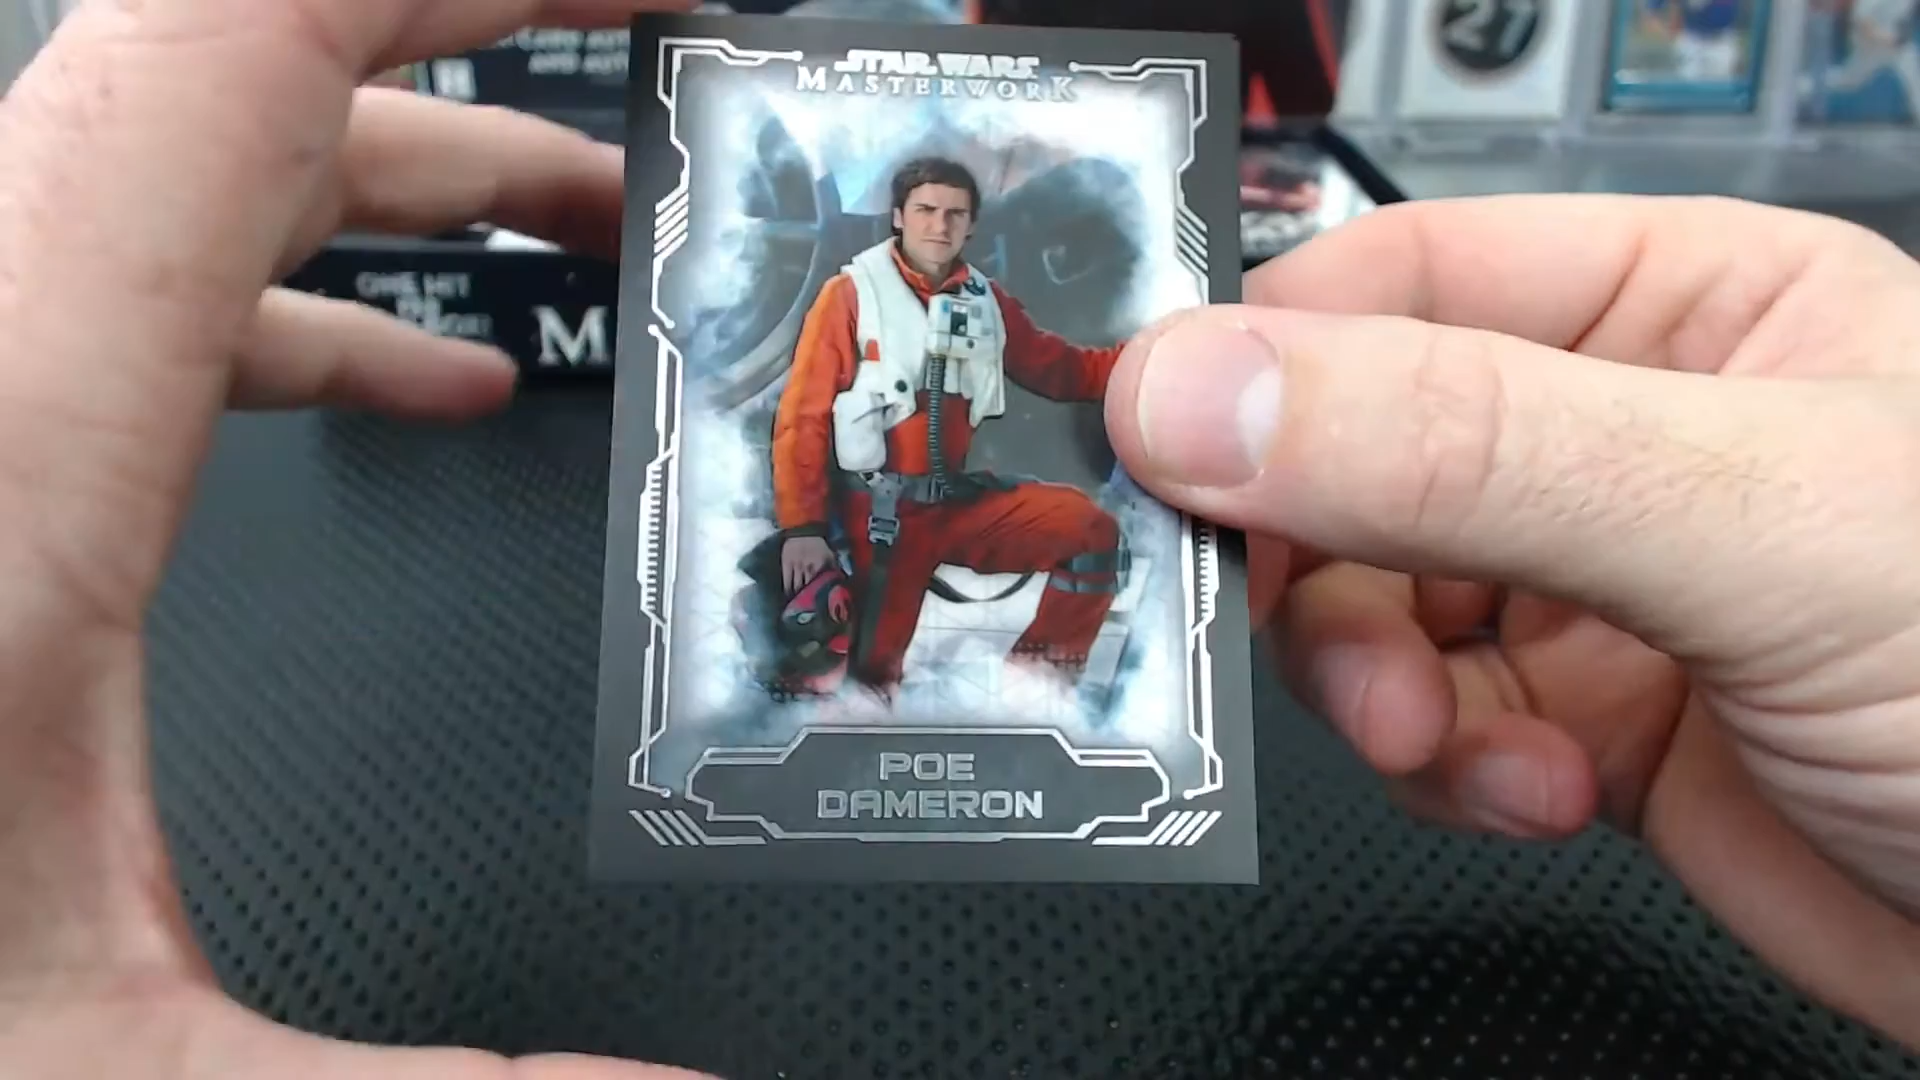 27
STAR WARS
MASTERWORK
ONE HIT
M
POE
DAMERON